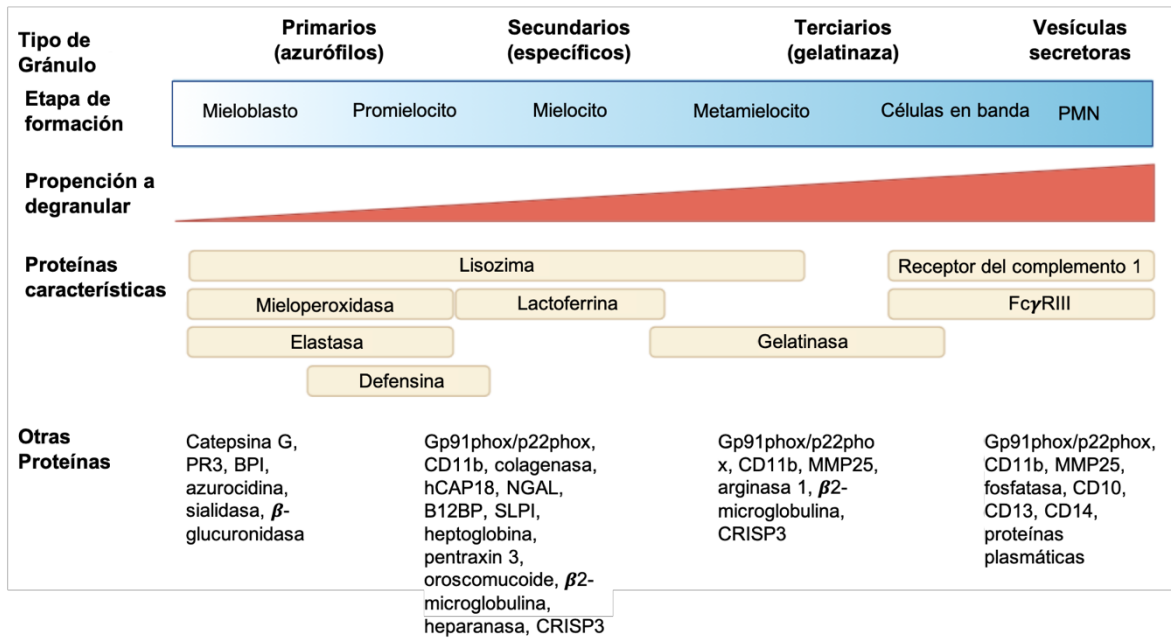 Tipo de
Gránulo
Primarios
(azurófilos)
Secundarios
(específicos)
Terciarios
(gelatinaza)
Vesículas
secretoras
Etapa de
formación
Mieloblasto
Promielocito
Mielocito
Metamielocito
Células en banda
PMN
Propención a
degranular
Proteínas
características
Lisozima
Receptor del complemento 1
Mieloperoxidasa
Lactoferrina
FcγRIII
Elastasa
Gelatinasa
Defensina
Otras
Proteínas
Catepsina G,
PR3, BPI,
azurocidina,
sialidasa, β-
glucuronidasa
Gp91phox/p22phox,
CD11b, colagenasa,
hCAP18, NGAL,
B12BP, SLPI,
heptoglobina,
pentraxin 3,
oroscomucoide, β2-
microglobulina,
heparanasa, CRISP3
Gp91phox/p22pho
x, CD11b, MMP25,
arginasa 1, β2-
microglobulina,
CRISP3
Gp91phox/p22phox,
CD11b, MMP25,
fosfatasa, CD10,
CD13, CD14,
proteínas
plasmáticas